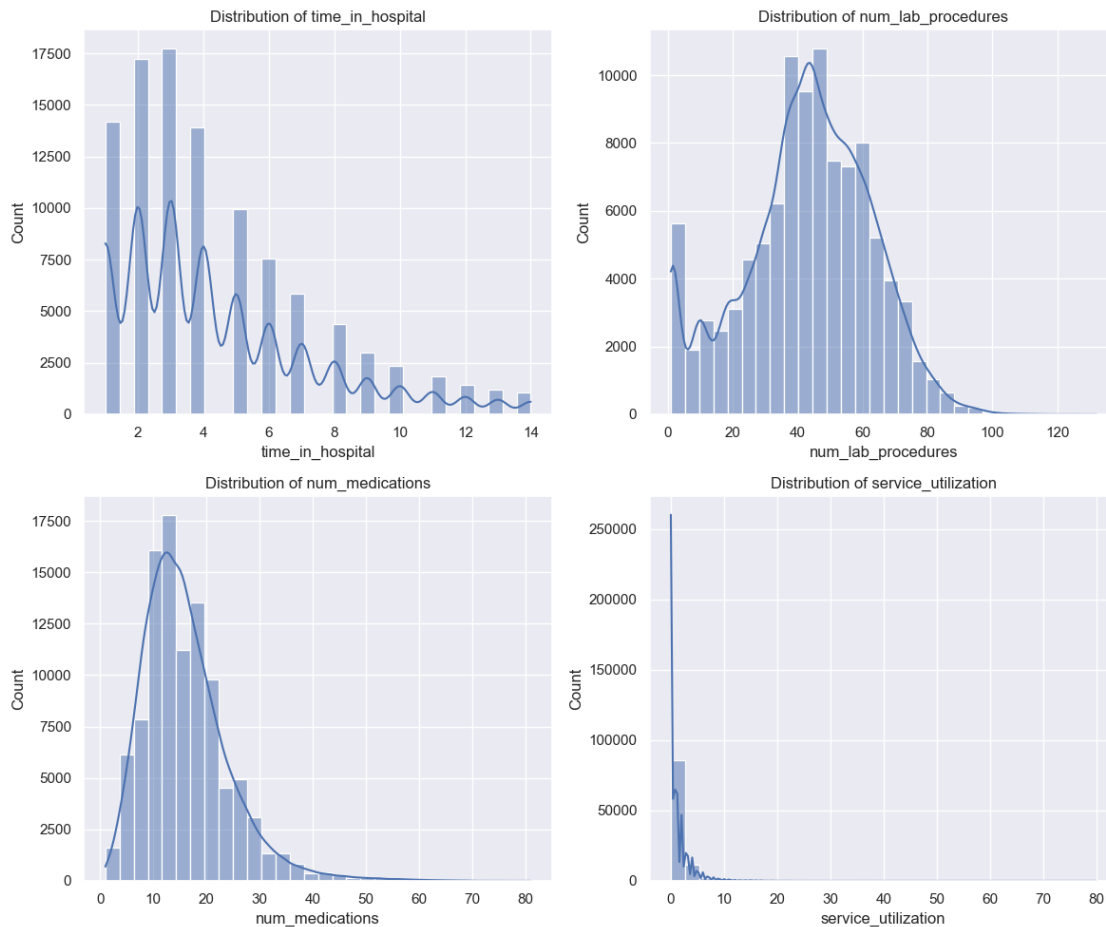 Distribution of time_in_hospital
17500
15000
12500
10000
7500
5000
2500
0
Count
2 4 6 8 10 12 14
time_in_hospital
Distribution of num_lab_procedures
10000
8000
6000
4000
2000
0
Count
0 20 40 60 80 100 120
num_lab_procedures
Distribution of num_medications
17500
15000
12500
10000
7500
5000
2500
0
Count
0 10 20 30 40 50 60 70 80
num_medications
Distribution of service_utilization
250000
200000
150000
100000
50000
0
Count
0 10 20 30 40 50 60 70 80
service_utilization